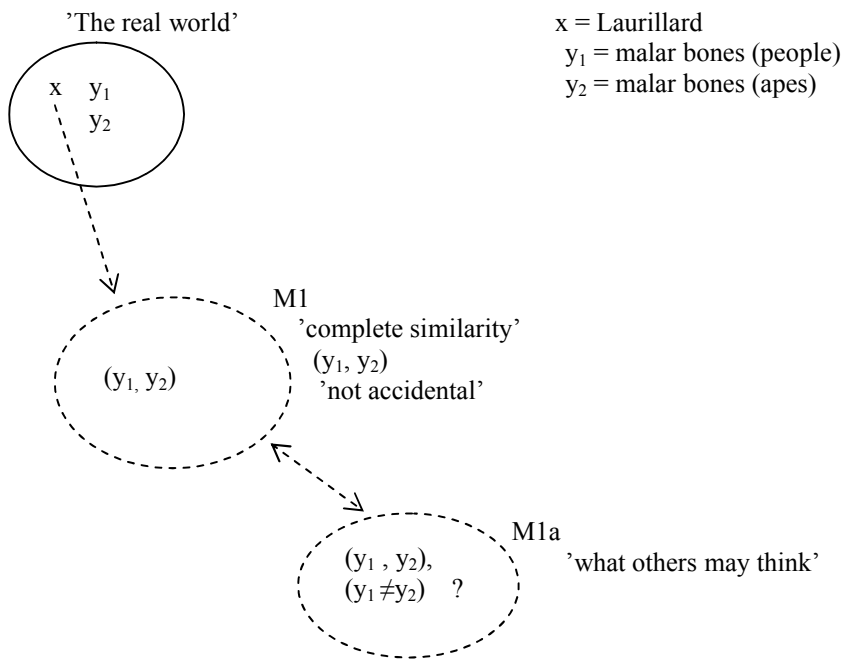 ’The real world’
x y₁
y₂
x = Laurillard
y₁ = malar bones (people)
y₂ = malar bones (apes)
M1
’complete similarity’
(y₁, y₂)
’not accidental’
(y₁, y₂)
M1a
’what others may think’
(y₁ , y₂),
(y₁ ≠y₂) ?